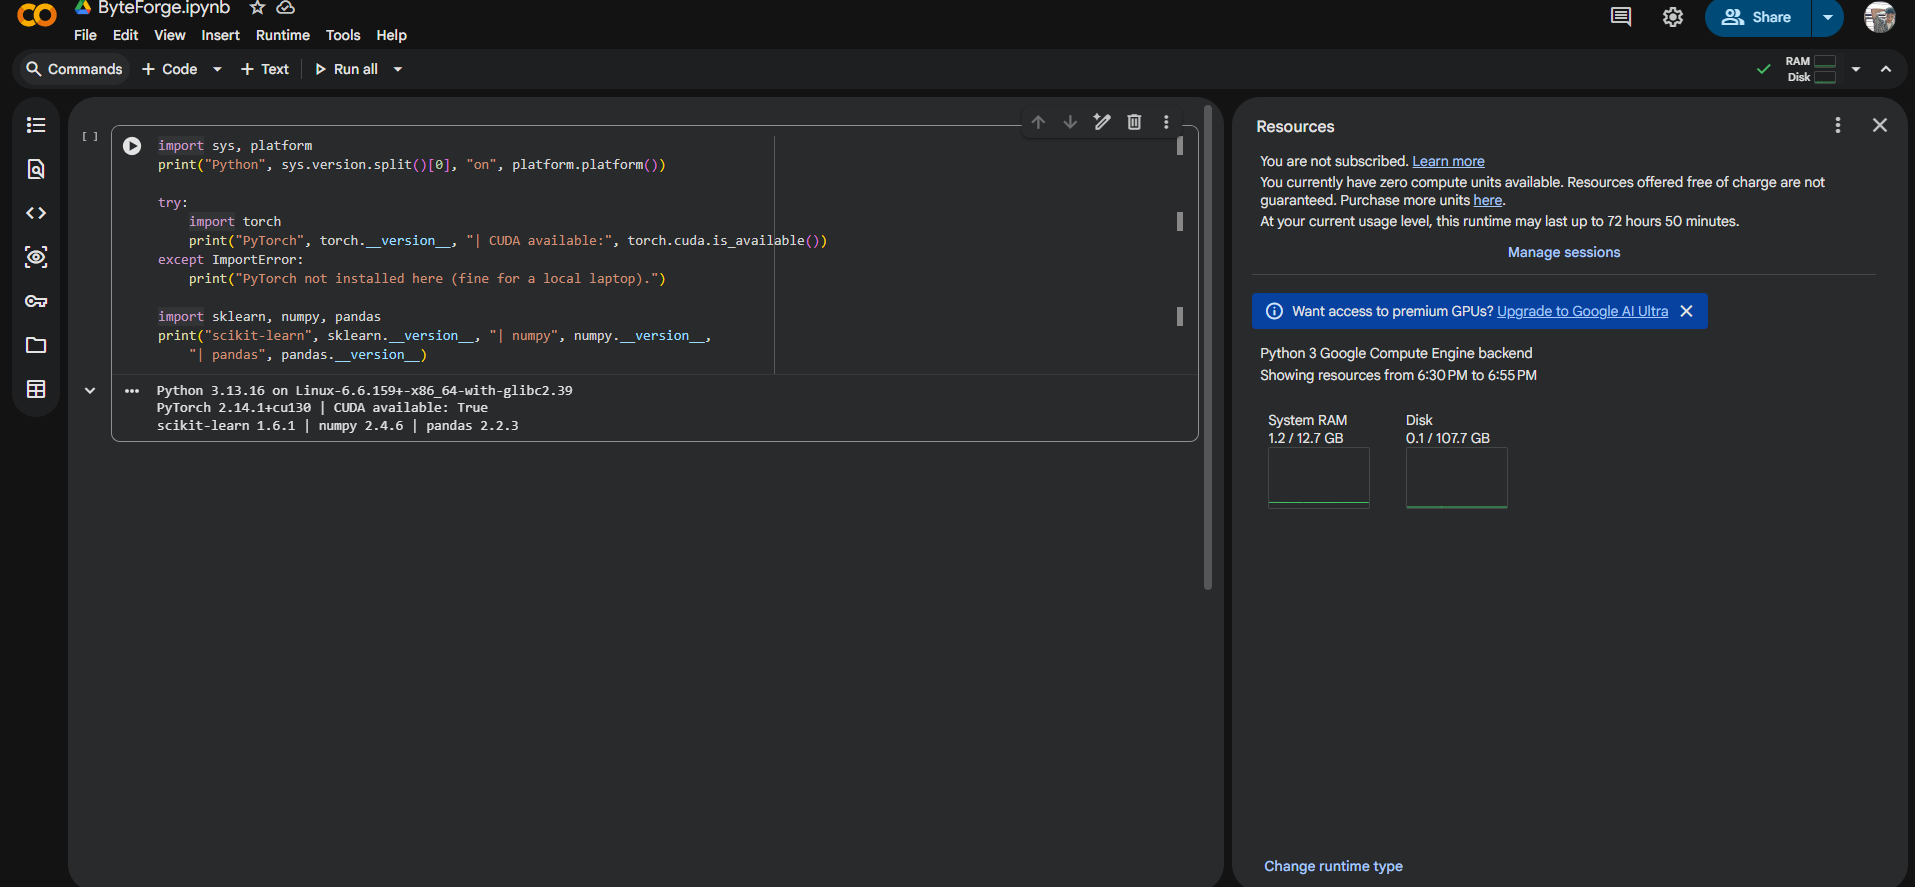 ByteForge.ipynb
File Edit View Insert Runtime Tools Help
Share
Commands + Code + Text Run all
RAM
Disk
[ ]
import sys, platform
print("Python", sys.version.split()[0], "on", platform.platform())
try:
    import torch
    print("PyTorch", torch.__version__, "| CUDA available:", torch.cuda.is_available())
except ImportError:
    print("PyTorch not installed here (fine for a local laptop).")
import sklearn, numpy, pandas
print("scikit-learn", sklearn.__version__, "| numpy", numpy.__version__,
    "| pandas", pandas.__version__)
Python 3.13.16 on Linux-6.6.159+-x86_64-with-glibc2.39
PyTorch 2.14.1+cu130 | CUDA available: True
scikit-learn 1.6.1 | numpy 2.4.6 | pandas 2.2.3
Resources
You are not subscribed. Learn more
You currently have zero compute units available. Resources offered free of charge are not
guaranteed. Purchase more units here.
At your current usage level, this runtime may last up to 72 hours 50 minutes.
Manage sessions
Want access to premium GPUs? Upgrade to Google AI Ultra
Python 3 Google Compute Engine backend
Showing resources from 6:30 PM to 6:55 PM
System RAM
1.2 / 12.7 GB
Disk
0.1 / 107.7 GB
Change runtime type